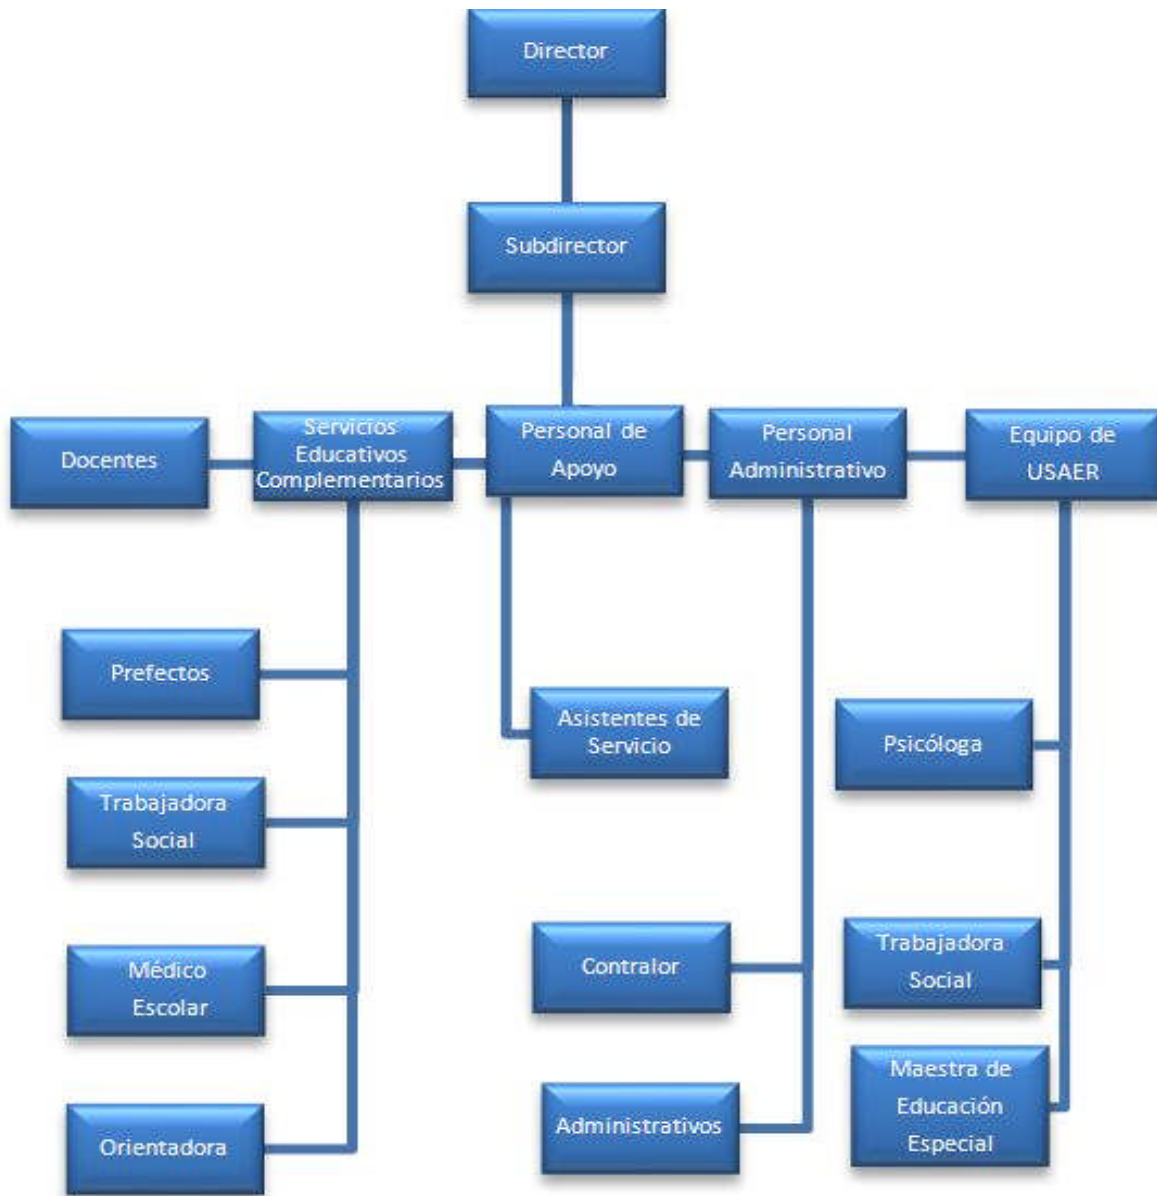 Director
Subdirector
Docentes
Servicios
Educativos
Complementarios
Personal de
Apoyo
Personal
Administrativo
Equipo de
USAER
Prefectos
Trabajadora
Social
Médico
Escolar
Orientadora
Asistentes de
Servicio
Contralor
Administrativos
Psicóloga
Trabajadora
Social
Maestra de
Educación
Especial